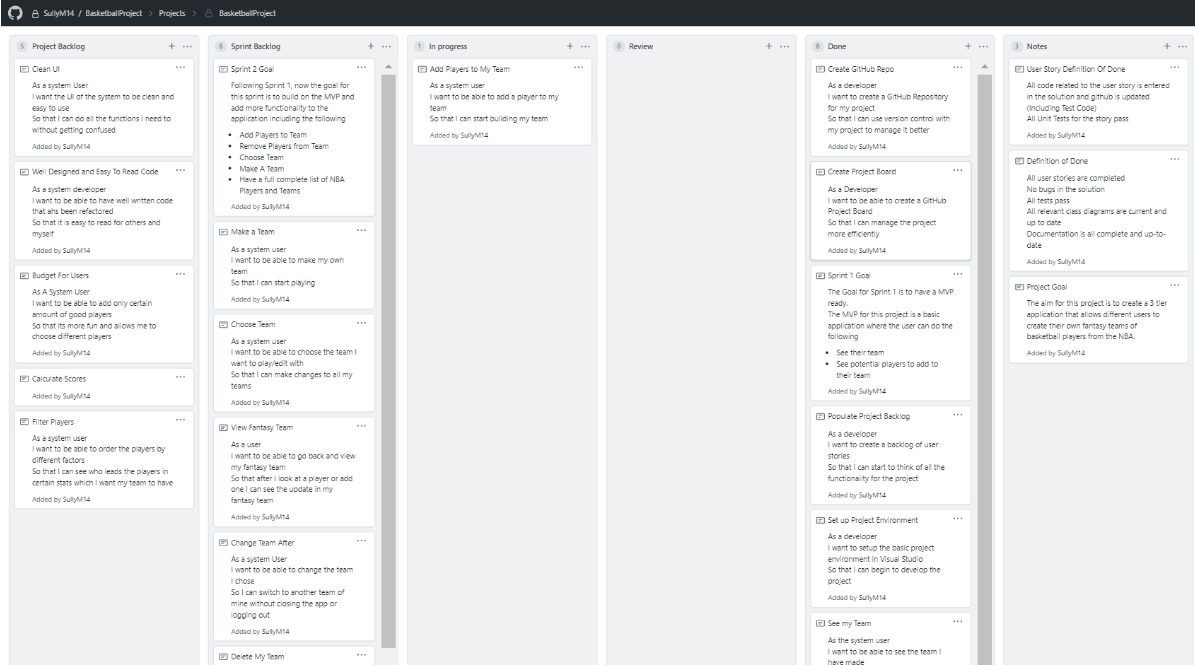 SullyM14 / BasketballProject > Projects > BasketballProject
5 Project Backlog + ...
Clean UI ...
As a system User
I want the UI of the system to be clean and
easy to use
So that I can do all the functions I need to
without getting confused
Added by SullyM14
Well Designed and Easy To Read Code ...
As a system developer
I want to be able to have well written code
that ahs been refactored
So that it is easy to read for others and
myself
Added by SullyM14
Budget For Users ...
As A System User
I want to be able to add only certain
amount of good players
So that its more fun and allows me to
choose different players
Added by SullyM14
Calculate Scores ...
Added by SullyM14
Filter Players ...
As a system user
I want to be able to order the players by
different factors
So that I can see who leads the players in
certain stats which I want my team to have
Added by SullyM14
8 Sprint Backlog + ...
Sprint 2 Goal ...
Following Sprint 1, now the goal for
this sprint is to build on the MVP and
add more functionality to the
application including the following
• Add Players to Team
• Remove Players from Team
• Choose Team
• Make A Team
• Have a full complete list of NBA
Players and Teams
Added by SullyM14
Make a Team ...
As a system user
I want to be able to make my own
team
So that I can start playing
Added by SullyM14
Choose Team ...
As a system user
I want to be able to choose the team I
want to play/edit with
So that I can make changes to all my
teams
Added by SullyM14
View Fantasy Team ...
As a user
I want to be able to go back and view
my fantasy team
So that after I look at a player or add
one I can see the update in my
fantasy team
Added by SullyM14
Change Team After ...
As a system User
I want to be able to change the team
I chose
So I can switch to another team of
mine without closing the app or
logging out
Added by SullyM14
Delete My Team ...
1 In progress + ...
Add Players to My Team ...
As a system user
I want to be able to add a player to my
team
So that I can start building my team
Added by SullyM14
0 Review + ...
8 Done + ...
Create GitHub Repo ...
As a developer
I want to create a GitHub Repository
for my project
So that I can use version control with
my project to manage it better
Added by SullyM14
Create Project Board ...
As a Developer
I want to be able to create a GitHub
Project Board
So that I can manage the project
more efficiently
Added by SullyM14
Sprint 1 Goal ...
The Goal for Sprint 1 is to have a MVP
ready.
The MVP for this project is a basic
application where the user can do the
following
• See their team
• See potential players to add to
their team
Added by SullyM14
Populate Project Backlog ...
As a developer
I want to create a backlog of user
stories
So that I can start to think of all the
functionality for the project
Added by SullyM14
Set up Project Environment ...
As a developer
I want to setup the basic project
environment in Visual Studio
So that I can begin to develop the
project
Added by SullyM14
See my Team ...
As the system user
I want to be able to see the team I
have made
3 Notes + ...
User Story Definition Of Done ...
All code related to the user story is entered
in the solution and github is updated
(Including Test Code)
All Unit Tests for the story pass
Added by SullyM14
Definition of Done ...
All user stories are completed
No bugs in the solution
All tests pass
All relevant class diagrams are current and
up to date
Documentation is all complete and up-to-
date
Added by SullyM14
Project Goal ...
The aim for this project is to create a 3 tier
application that allows different users to
create their own fantasy teams of
basketball players from the NBA.
Added by SullyM14